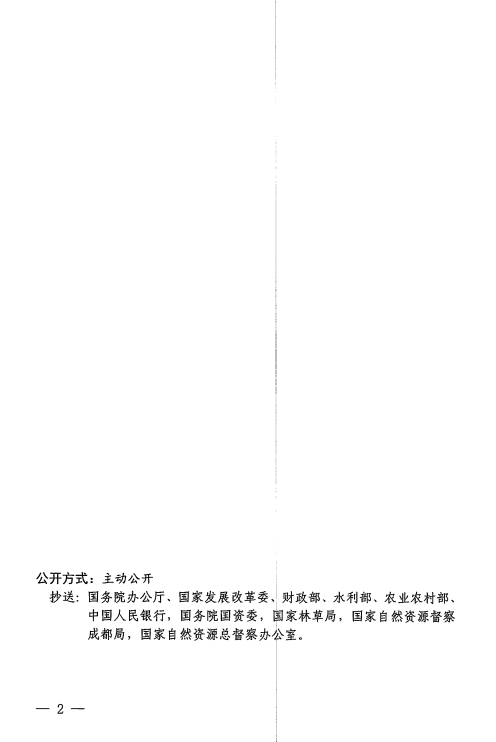 公开方式：主动公开
抄送：国务院办公厅、国家发展改革委、财政部、水利部、农业农村部、
中国人民银行，国务院国资委，国家林草局，国家自然资源督察
成都局，国家自然资源总督察办公室。
— 2 —